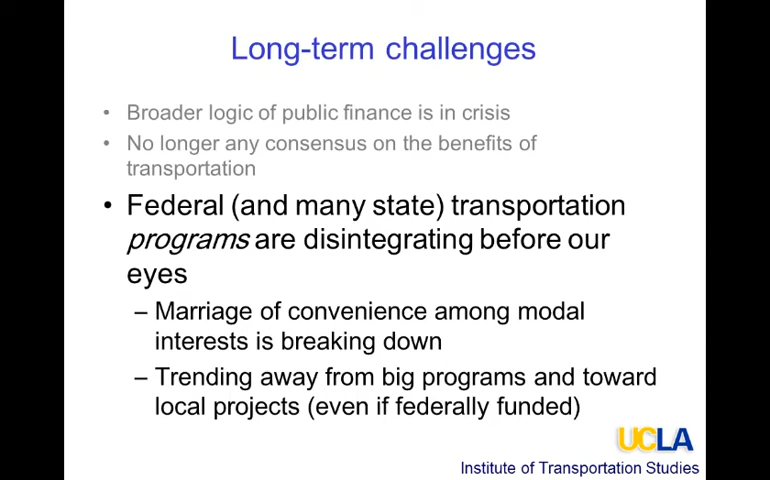 Long-term challenges
• Broader logic of public finance is in crisis
• No longer any consensus on the benefits of
transportation
• Federal (and many state) transportation
programs are disintegrating before our
eyes
– Marriage of convenience among modal
interests is breaking down
– Trending away from big programs and toward
local projects (even if federally funded)
UCLA
Institute of Transportation Studies